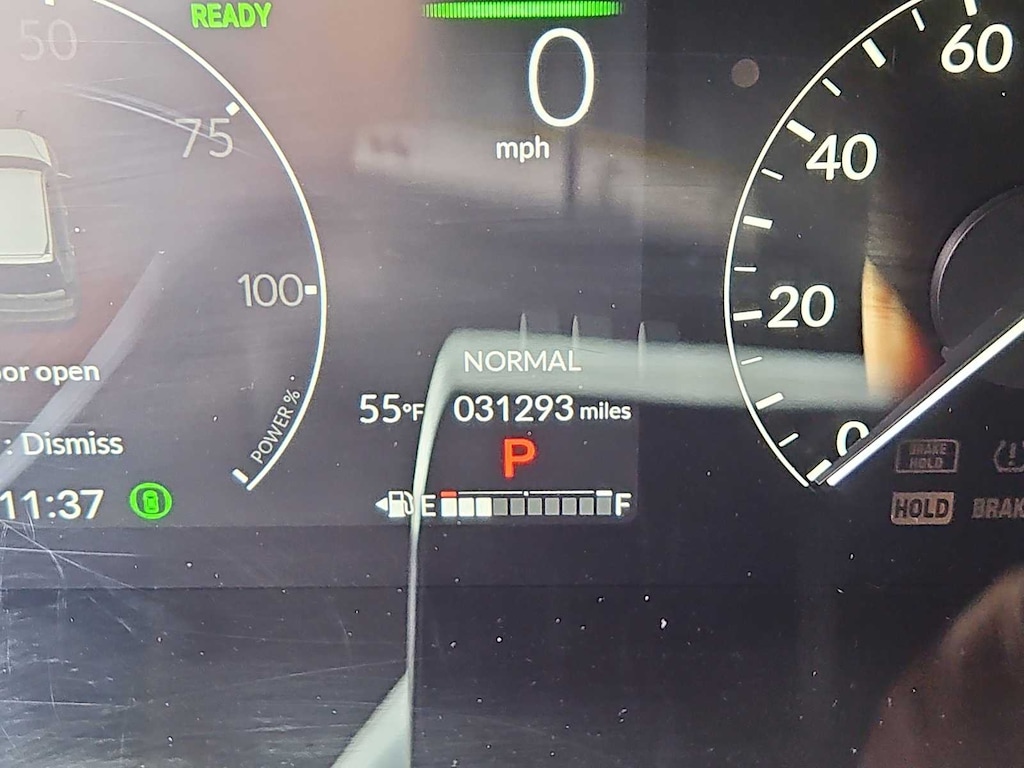 READY
50
75
100
POWER %
0
mph
60
40
20
0
or open
NORMAL
55°F 031293 miles
: Dismiss
P
11:37
E F
BRAKE HOLD
HOLD BRAK